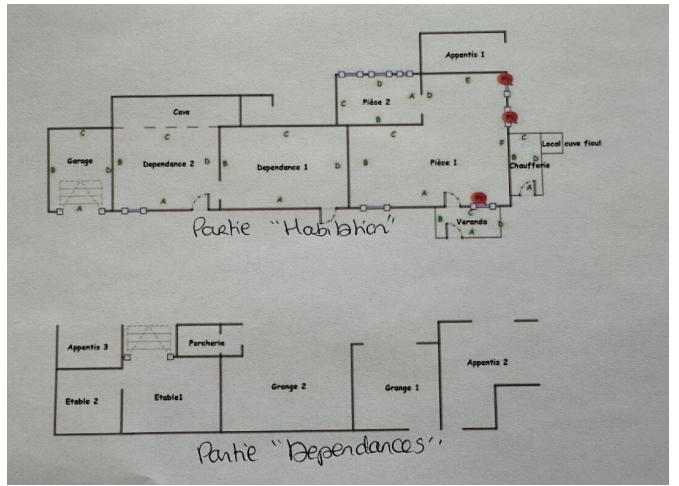 Appentis 1
E
D
D
A
Pièce 2
C
B
Cave
C
C
C
C
Garage
B
D
B
Dependance 2
D
B
Dependance 1
D
B
Pièce 1
F
C
Local cuve fioul
B
D
Chaufferie
A
A
A
A
A
C
Veranda
B
D
A
Partie "Habitation"
Appentis 3
Porcherie
Etable 2
Etable1
Grange 2
Grange 1
Appentis 2
Partie "Dependances"